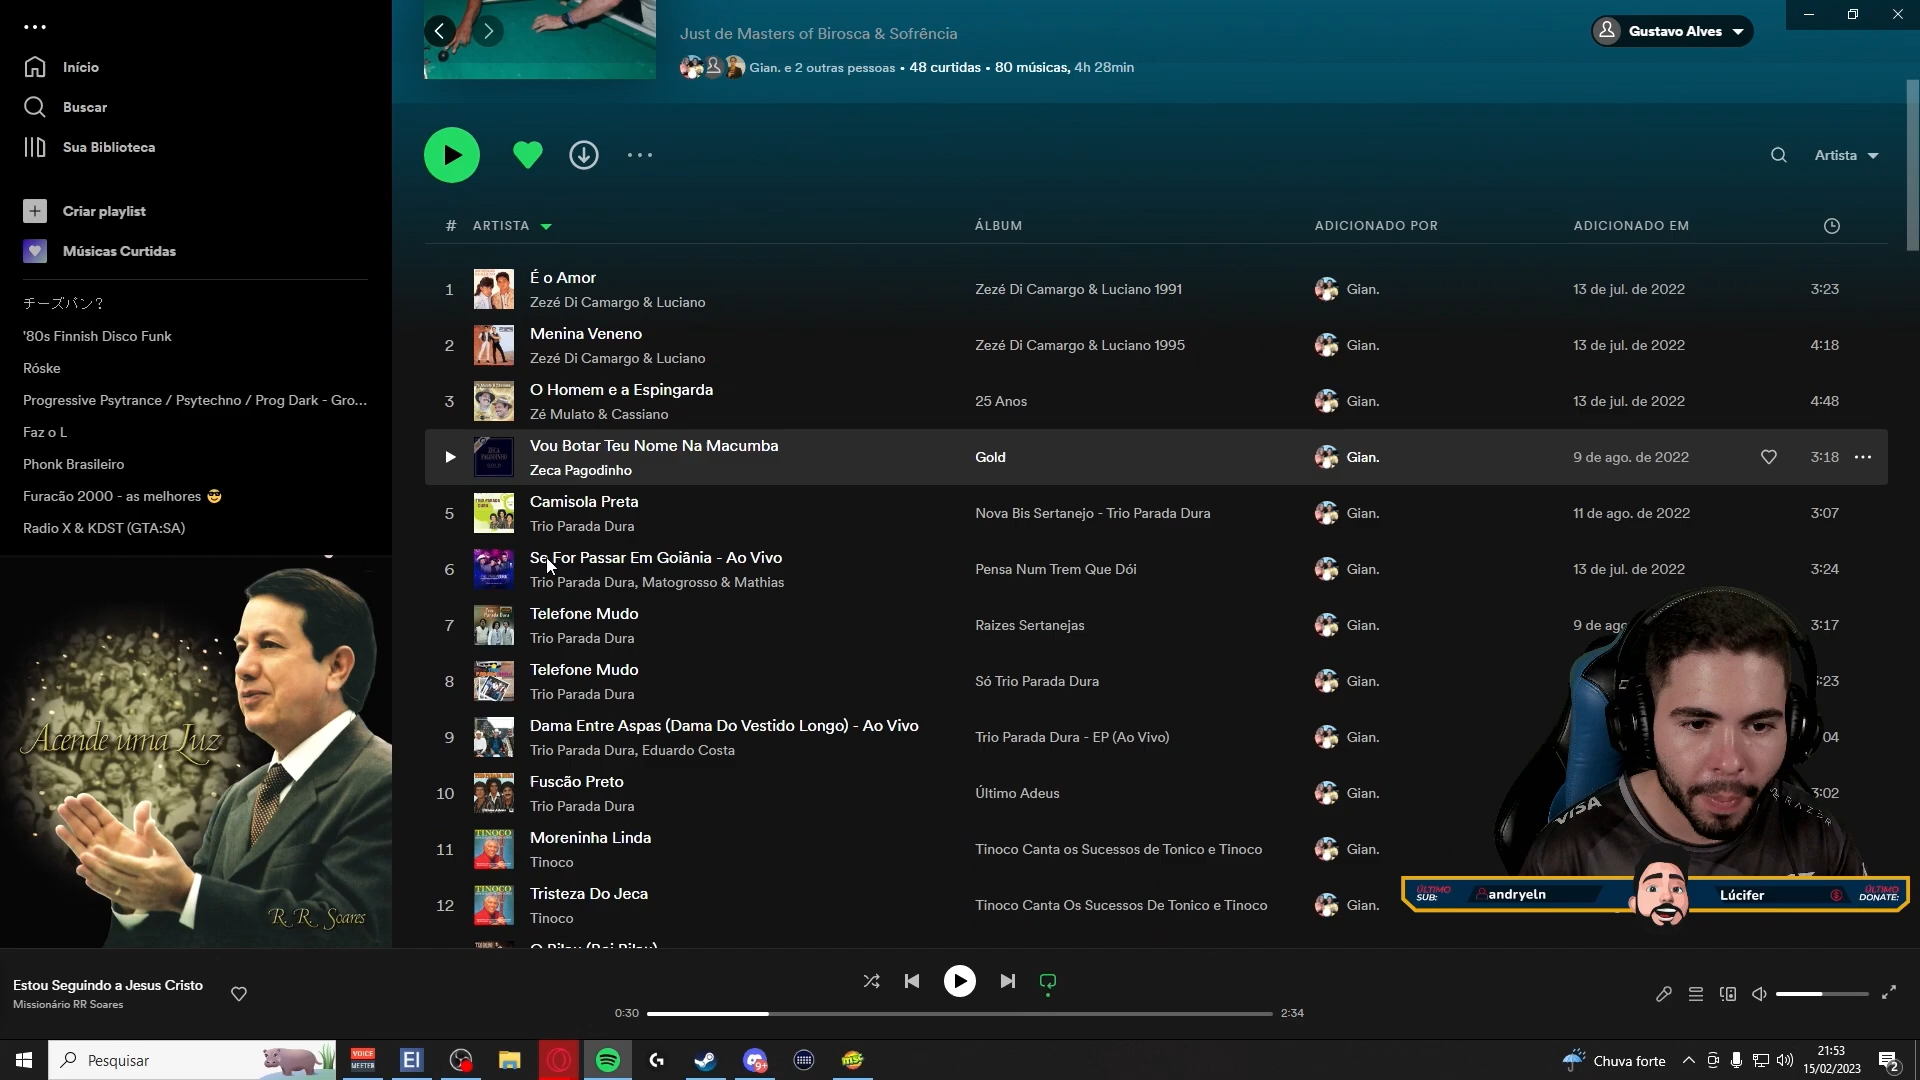 Início
Buscar
Sua Biblioteca
Criar playlist
Músicas Curtidas
チーズパン？
'80s Finnish Disco Funk
Róske
Progressive Psytrance / Psytechno / Prog Dark - Gro...
Faz o L
Phonk Brasileiro
Furacão 2000 - as melhores 😎
Radio X & KDST (GTA:SA)
Acende uma Luz
R. R. Soares
Just de Masters of Birosca & Sofrência
Gian. e 2 outras pessoas • 48 curtidas • 80 músicas, 4h 28min
Gustavo Alves
Artista
# ARTISTA ÁLBUM ADICIONADO POR ADICIONADO EM
1 É o Amor Zezé Di Camargo & Luciano 1991 Gian. 13 de jul. de 2022 3:23
Zezé Di Camargo & Luciano
2 Menina Veneno Zezé Di Camargo & Luciano 1995 Gian. 13 de jul. de 2022 4:18
Zezé Di Camargo & Luciano
3 O Homem e a Espingarda 25 Anos Gian. 13 de jul. de 2022 4:48
Zé Mulato & Cassiano
Vou Botar Teu Nome Na Macumba Gold Gian. 9 de ago. de 2022 3:18
Zeca Pagodinho
5 Camisola Preta Nova Bis Sertanejo - Trio Parada Dura Gian. 11 de ago. de 2022 3:07
Trio Parada Dura
6 Se For Passar Em Goiânia - Ao Vivo Pensa Num Trem Que Dói Gian. 13 de jul. de 2022 3:24
Trio Parada Dura, Matogrosso & Mathias
7 Telefone Mudo Raizes Sertanejas Gian. 9 de ago 3:17
Trio Parada Dura
8 Telefone Mudo Só Trio Parada Dura Gian. :23
Trio Parada Dura
9 Dama Entre Aspas (Dama Do Vestido Longo) - Ao Vivo Trio Parada Dura - EP (Ao Vivo) Gian. 04
Trio Parada Dura, Eduardo Costa
10 Fuscão Preto Último Adeus Gian. 3:02
Trio Parada Dura
11 Moreninha Linda Tinoco Canta os Sucessos de Tonico e Tinoco Gian.
Tinoco
12 Tristeza Do Jeca Tinoco Canta Os Sucessos De Tonico e Tinoco Gian.
Tinoco
VISA
RAZER
ÚLTIMO SUB: andryeln Lúcifer ÚLTIMO DONATE:
Estou Seguindo a Jesus Cristo
Missionário RR Soares
0:30 2:34
Pesquisar
VOICE MEETER
EI
9+
Chuva forte
21:53
15/02/2023
2